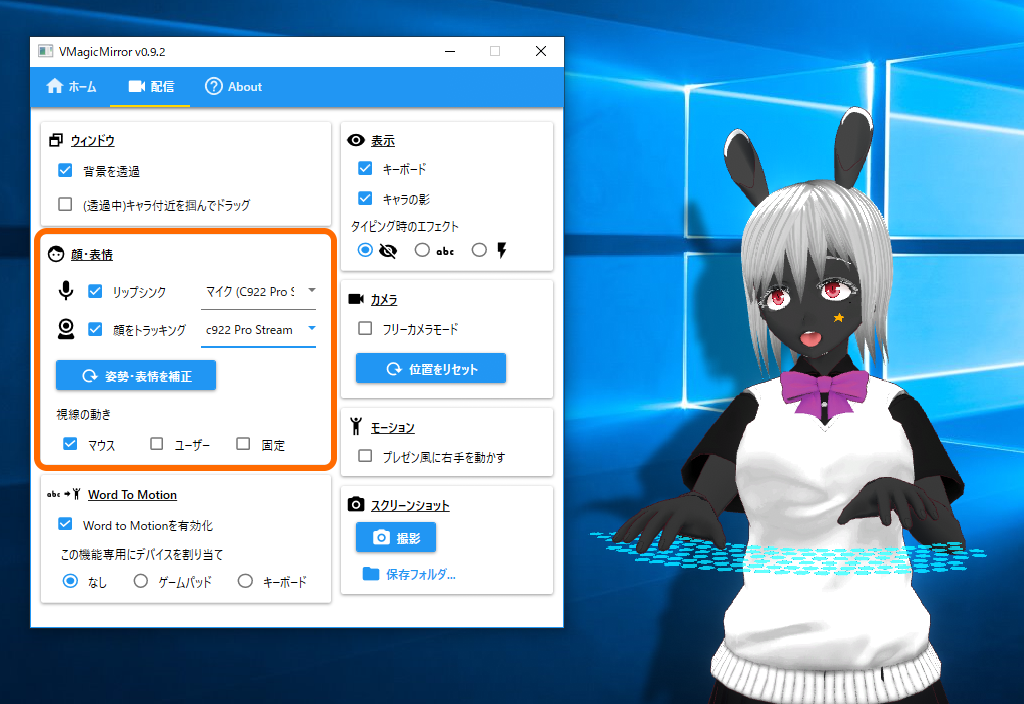 VMagicMirror v0.9.2
ホーム 配信 About
ウィンドウ
背景を透過
(透過中)キャラ付近を掴んでドラッグ
顔・表情
リップシンク マイク (C922 Pro S
顔をトラッキング c922 Pro Stream
姿勢・表情を補正
視線の動き
マウス ユーザー 固定
abc Word To Motion
Word to Motionを有効化
この機能専用にデバイスを割り当て
なし ゲームパッド キーボード
表示
キーボード
キャラの影
タイピング時のエフェクト
abc
カメラ
フリーカメラモード
位置をリセット
モーション
プレゼン風に右手を動かす
スクリーンショット
撮影
保存フォルダ...